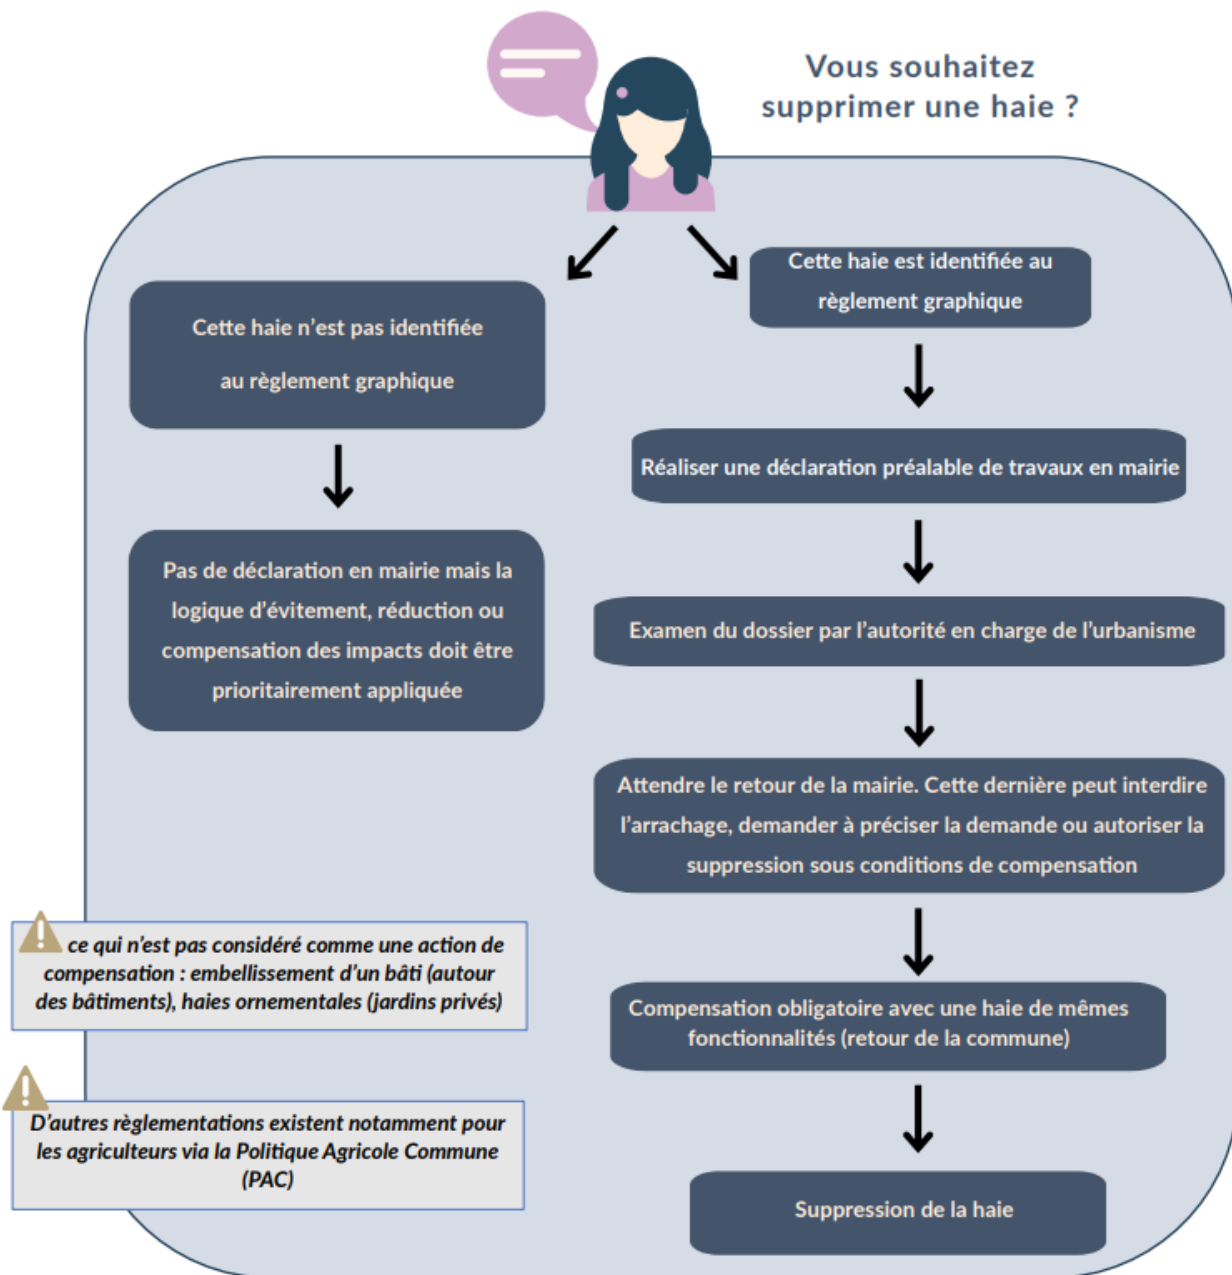 Vous souhaitez
supprimer une haie ?
Cette haie n’est pas identifiée
au règlement graphique
Pas de déclaration en mairie mais la
logique d’évitement, réduction ou
compensation des impacts doit être
prioritairement appliquée
Cette haie est identifiée au
règlement graphique
Réaliser une déclaration préalable de travaux en mairie
Examen du dossier par l’autorité en charge de l’urbanisme
Attendre le retour de la mairie. Cette dernière peut interdire
l’arrachage, demander à préciser la demande ou autoriser la
suppression sous conditions de compensation
Compensation obligatoire avec une haie de mêmes
fonctionnalités (retour de la commune)
Suppression de la haie
ce qui n’est pas considéré comme une action de
compensation : embellissement d’un bâti (autour
des bâtiments), haies ornementales (jardins privés)
D’autres règlementations existent notamment pour
les agriculteurs via la Politique Agricole Commune
(PAC)